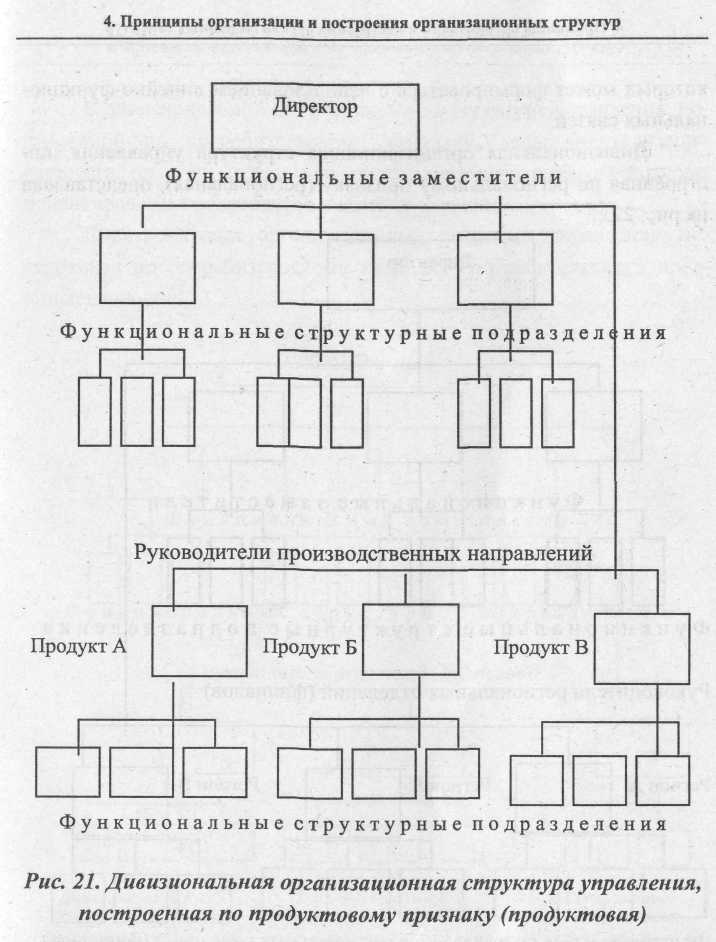 4. Принципы организации и построения организационных структур
Директор
Функциональные заместители
Функциональные структурные подразделения
Руководители производственных направлений
Продукт А
Продукт Б
Продукт В
Функциональные структурные подразделения
Рис. 21. Дивизиональная организационная структура управления,
построенная по продуктовому признаку (продуктовая)